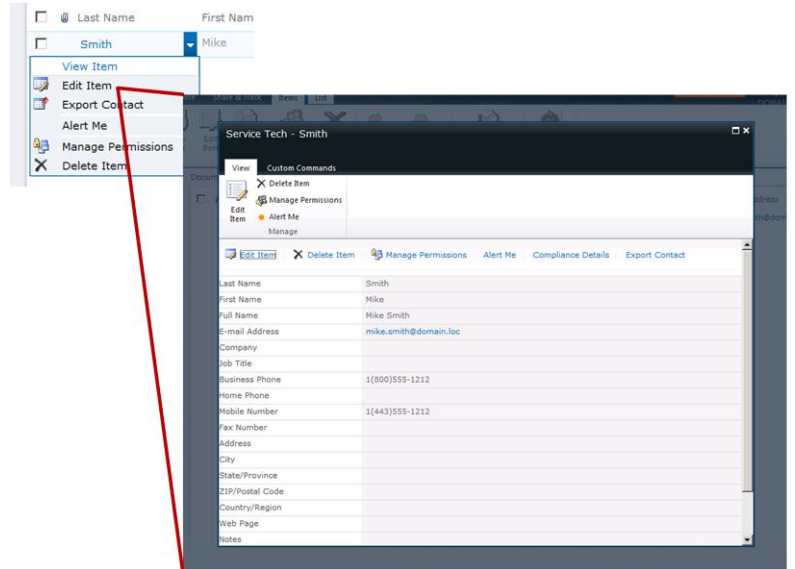 Last Name First Nam
Smith Mike
View Item
Edit Item
Export Contact
Alert Me
Manage Permissions
Delete Item
Share & Track Items List
Service Tech - Smith
View Custom Commands
Edit Item
Delete Item
Manage Permissions
Alert Me
Manage
Edit Item Delete Item Manage Permissions Alert Me Compliance Details Export Contact
Last Name Smith
First Name Mike
Full Name Mike Smith
E-mail Address mike.smith@domain.loc
Company
Job Title
Business Phone 1(800)555-1212
Home Phone
Mobile Number 1(443)555-1212
Fax Number
Address
City
State/Province
ZIP/Postal Code
Country/Region
Web Page
Notes